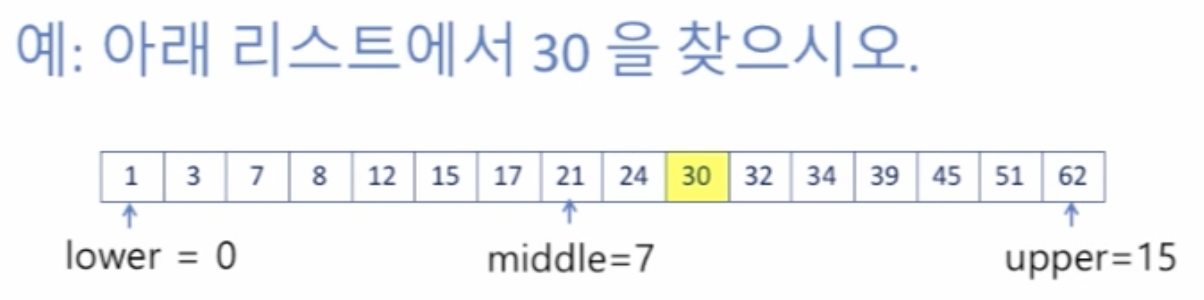 예: 아래 리스트에서 30 을 찾으시오.
1 3 7 8 12 15 17 21 24 30 32 34 39 45 51 62
lower = 0 middle=7 upper=15